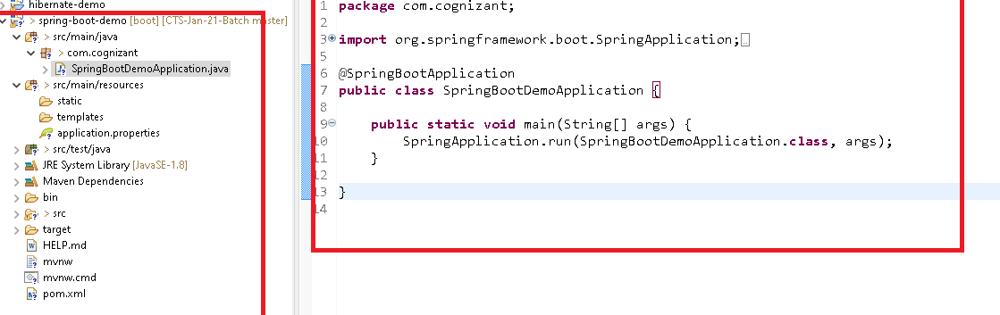 hibernate-demo
> spring-boot-demo [boot] [CTS-Jan-21-Batch master]
> src/main/java
> com.cognizant
SpringBootDemoApplication.java
> src/main/resources
static
templates
application.properties
> src/test/java
JRE System Library [JavaSE-1.8]
Maven Dependencies
bin
> src
target
HELP.md
mvnw
mvnw.cmd
pom.xml
1 package com.cognizant;
2
3 import org.springframework.boot.SpringApplication;
5
6 @SpringBootApplication
7 public class SpringBootDemoApplication {
8
9 public static void main(String[] args) {
10 SpringApplication.run(SpringBootDemoApplication.class, args);
11 }
12
13 }
14